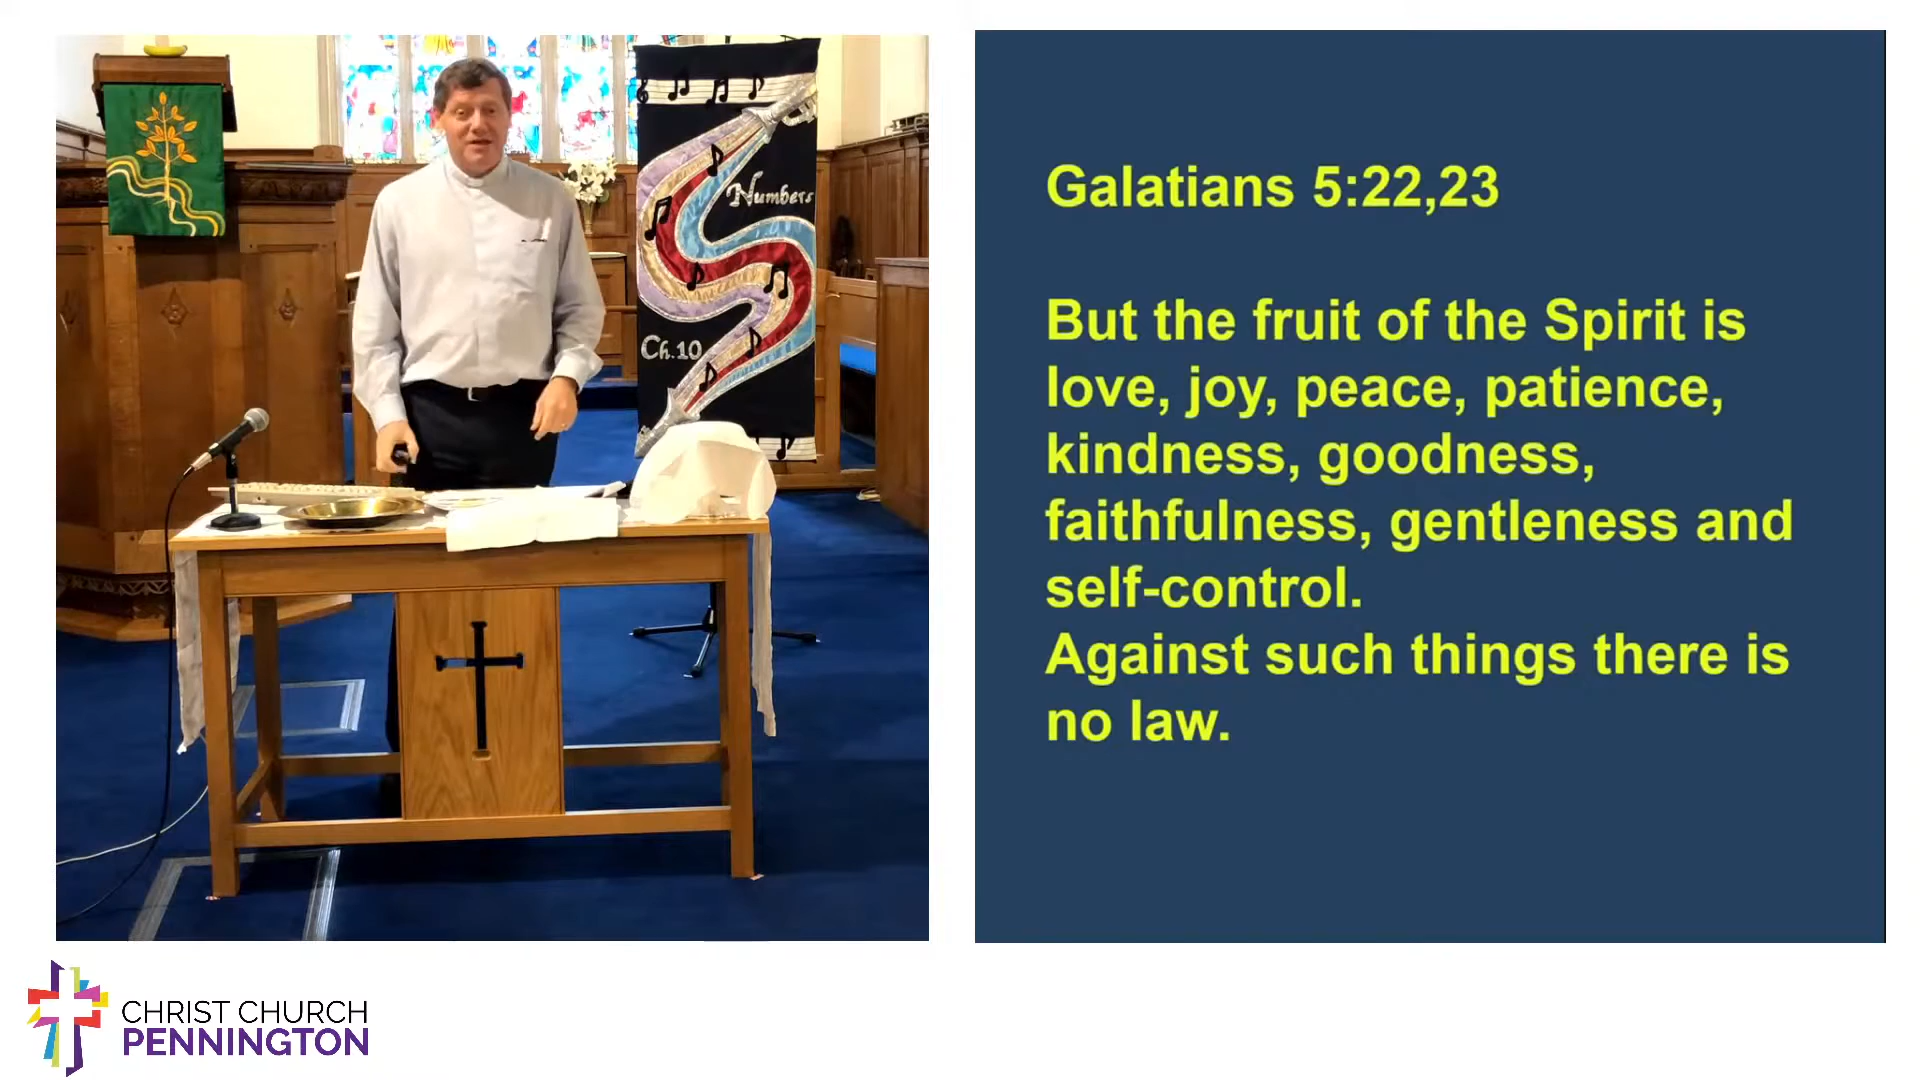 Numbers
Ch.10
Galatians 5:22,23
But the fruit of the Spirit is
love, joy, peace, patience,
kindness, goodness,
faithfulness, gentleness and
self-control.
Against such things there is
no law.
CHRIST CHURCH
PENNINGTON